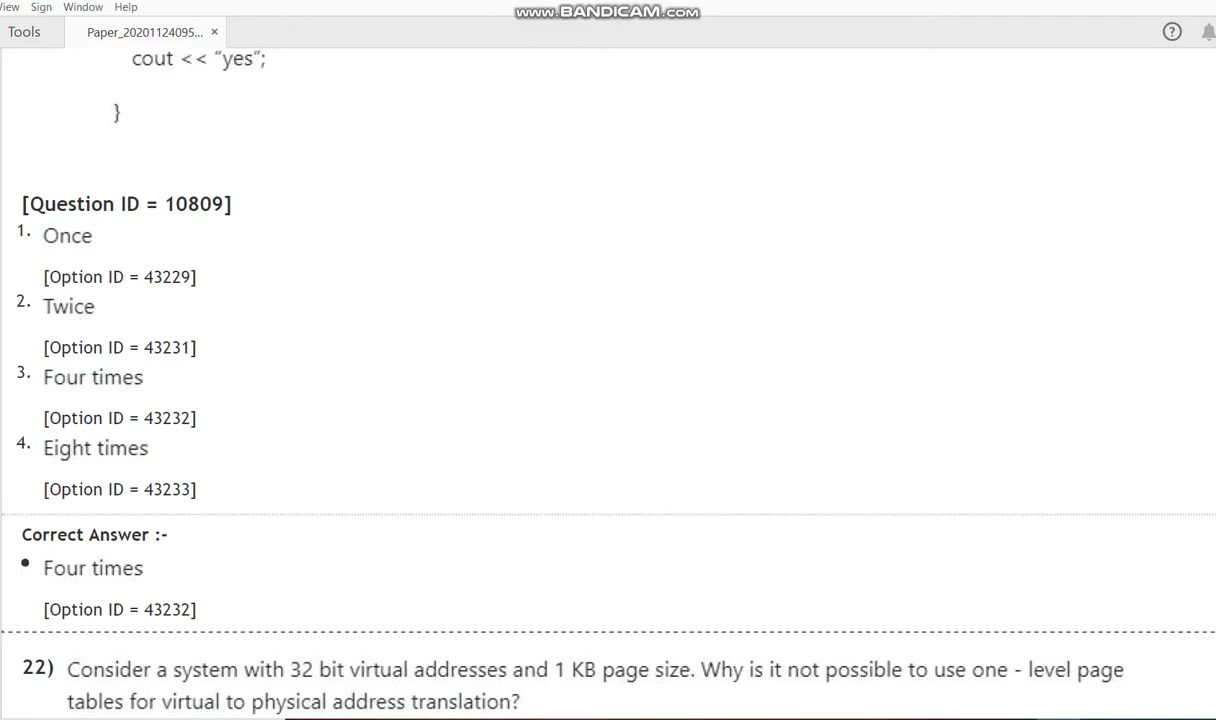 www.BANDICAM.com
View Sign Window Help
Tools Paper_20201124095... ×
cout << “yes”;
}
[Question ID = 10809]
1. Once
[Option ID = 43229]
2. Twice
[Option ID = 43231]
3. Four times
[Option ID = 43232]
4. Eight times
[Option ID = 43233]
Correct Answer :-
• Four times
[Option ID = 43232]
22) Consider a system with 32 bit virtual addresses and 1 KB page size. Why is it not possible to use one - level page
tables for virtual to physical address translation?